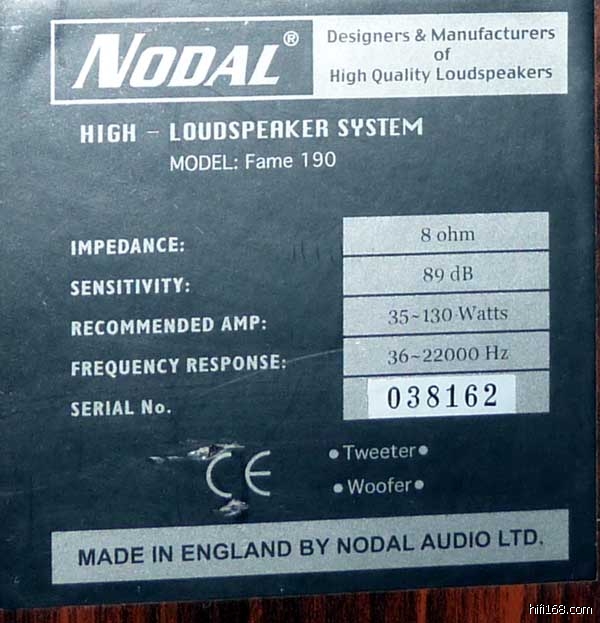 NODAL® Designers & Manufacturers
of
High Quality Loudspeakers
HIGH - LOUDSPEAKER SYSTEM
MODEL: Fame 190
IMPEDANCE: 8 ohm
SENSITIVITY: 89 dB
RECOMMENDED AMP: 35~130 Watts
FREQUENCY RESPONSE: 36~22000 Hz
SERIAL No. 038162
CE
•Tweeter•
•Woofer•
MADE IN ENGLAND BY NODAL AUDIO LTD.
hifi168.com